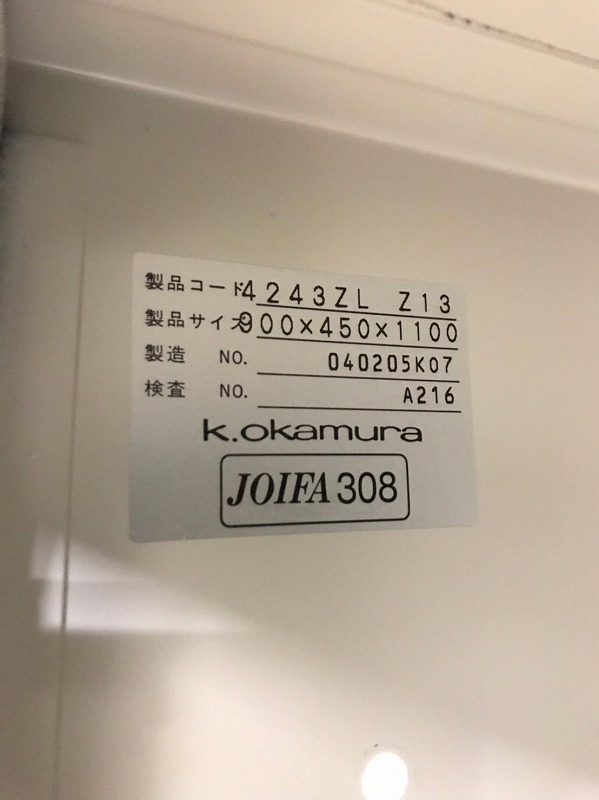 製品コード 4243ZL Z13
製品サイズ 900×450×1100
製造 NO. 040205K07
検査 NO. A216
k.okamura
JOIFA 308